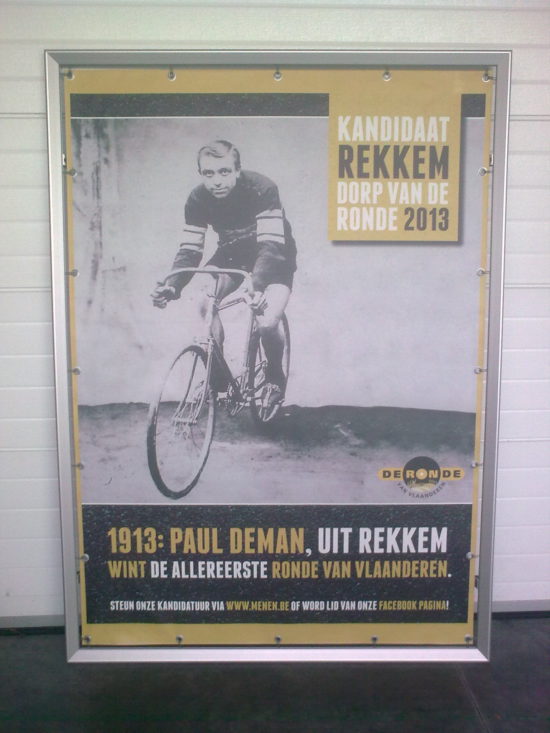 KANDIDAAT
REKKEM
DORP VAN DE
RONDE 2013
DE RONDE
VAN VLAANDEREN
1913: PAUL DEMAN, UIT REKKEM
WINT DE ALLEREERSTE RONDE VAN VLAANDEREN.
STEUN ONZE KANDIDATUUR VIA WWW.MENEN.BE OF WORD LID VAN ONZE FACEBOOK PAGINA!